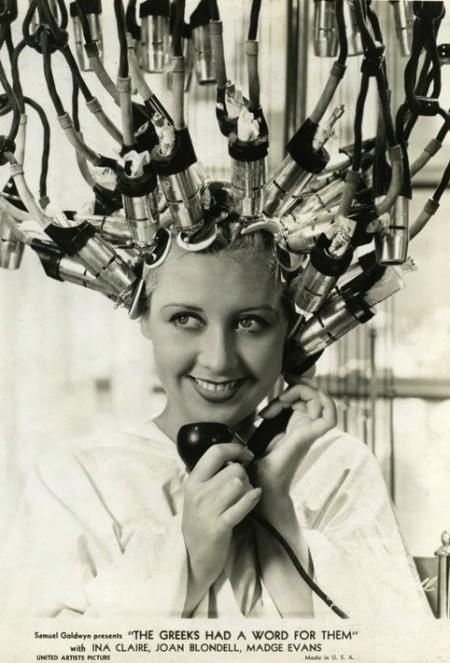 Samuel Goldwyn presents "THE GREEKS HAD A WORD FOR THEM"
with INA CLAIRE, JOAN BLONDELL, MADGE EVANS
UNITED ARTISTS PICTURE Made in U. S. A.